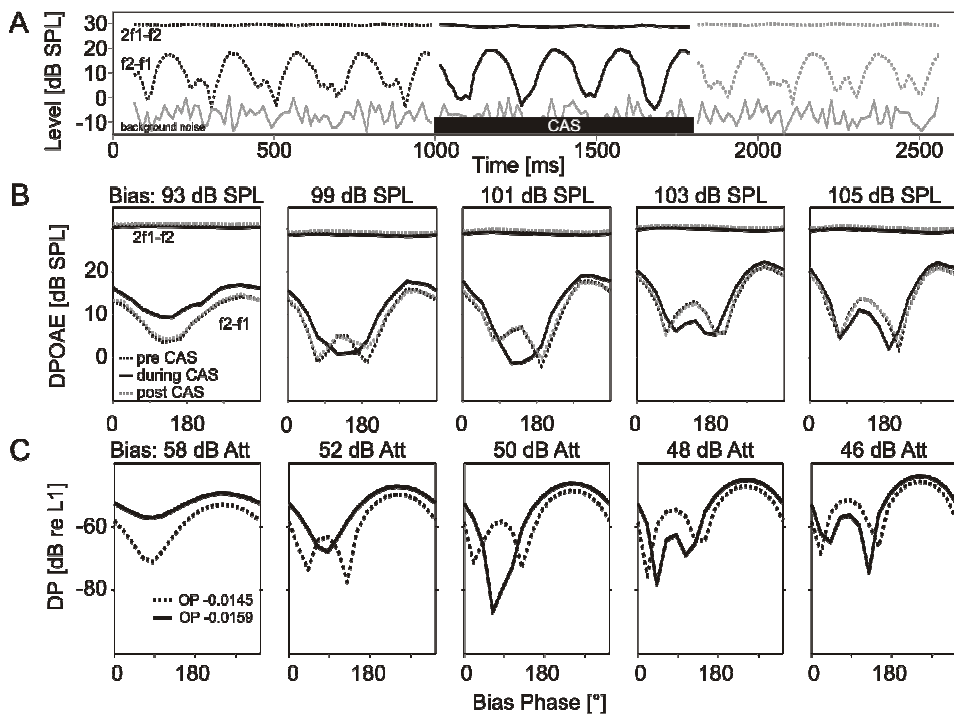 A
Level [dB SPL]
30
20
10
0
-10
2f1-f2
f2-f1
background noise
CAS
0
500
1000
1500
2000
2500
Time [ms]
B
Bias: 93 dB SPL
99 dB SPL
101 dB SPL
103 dB SPL
105 dB SPL
DPOAE [dB SPL]
20
10
0
2f1-f2
f2-f1
pre CAS
during CAS
post CAS
0 180
0 180
0 180
0 180
0 180
C
Bias: 58 dB Att
52 dB Att
50 dB Att
48 dB Att
46 dB Att
DP [dB re L1]
-60
-80
OP -0.0145
OP -0.0159
0 180
0 180
0 180
0 180
0 180
Bias Phase [°]